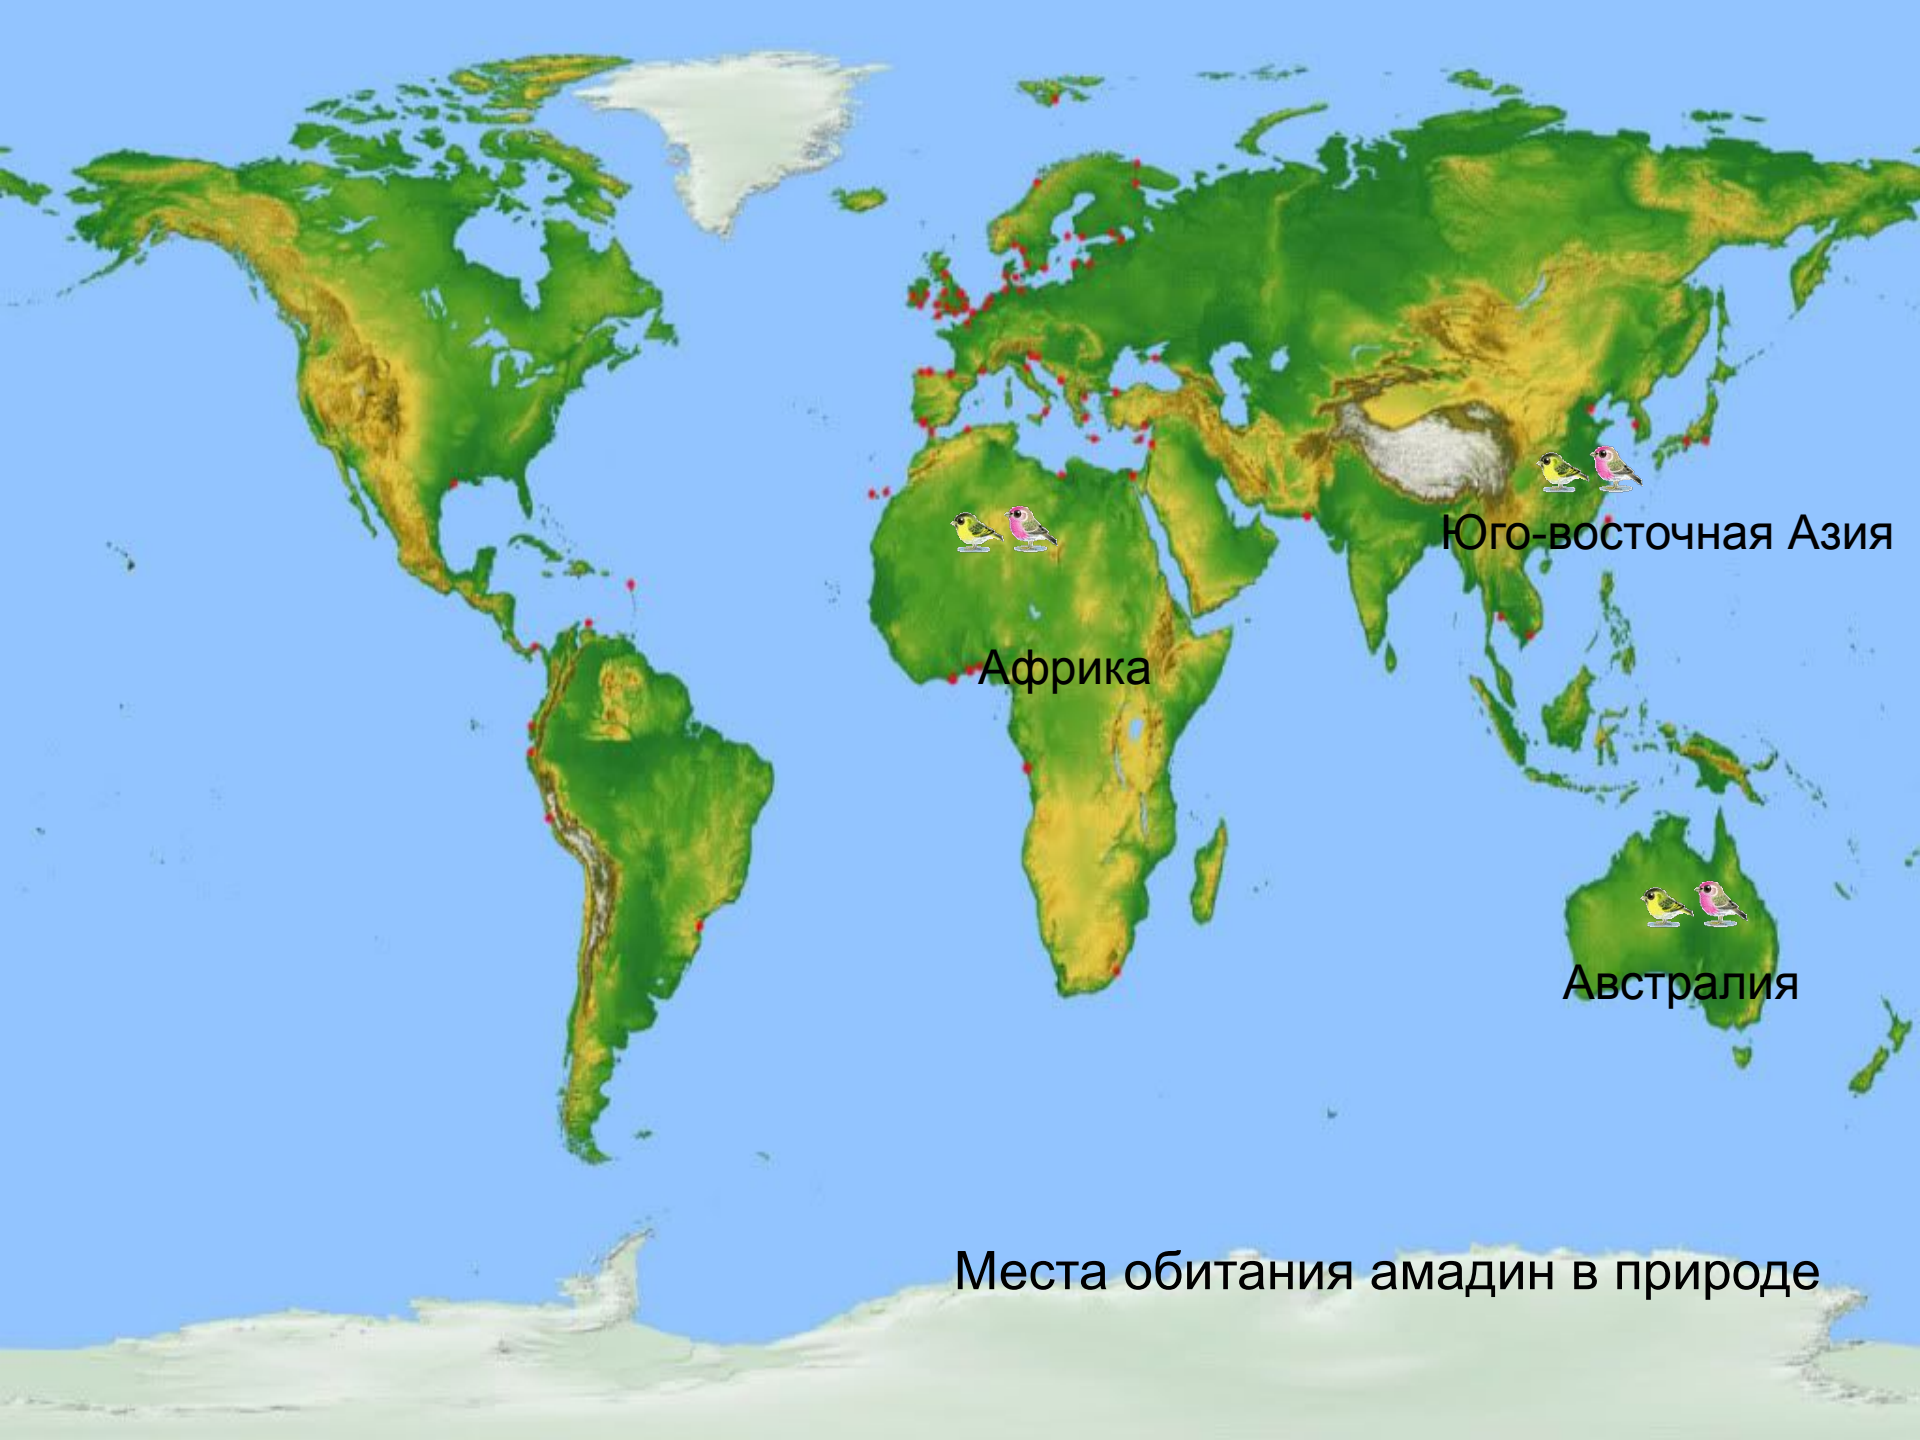 Юго-восточная Азия
Африка
Австралия
Места обитания амадин в природе